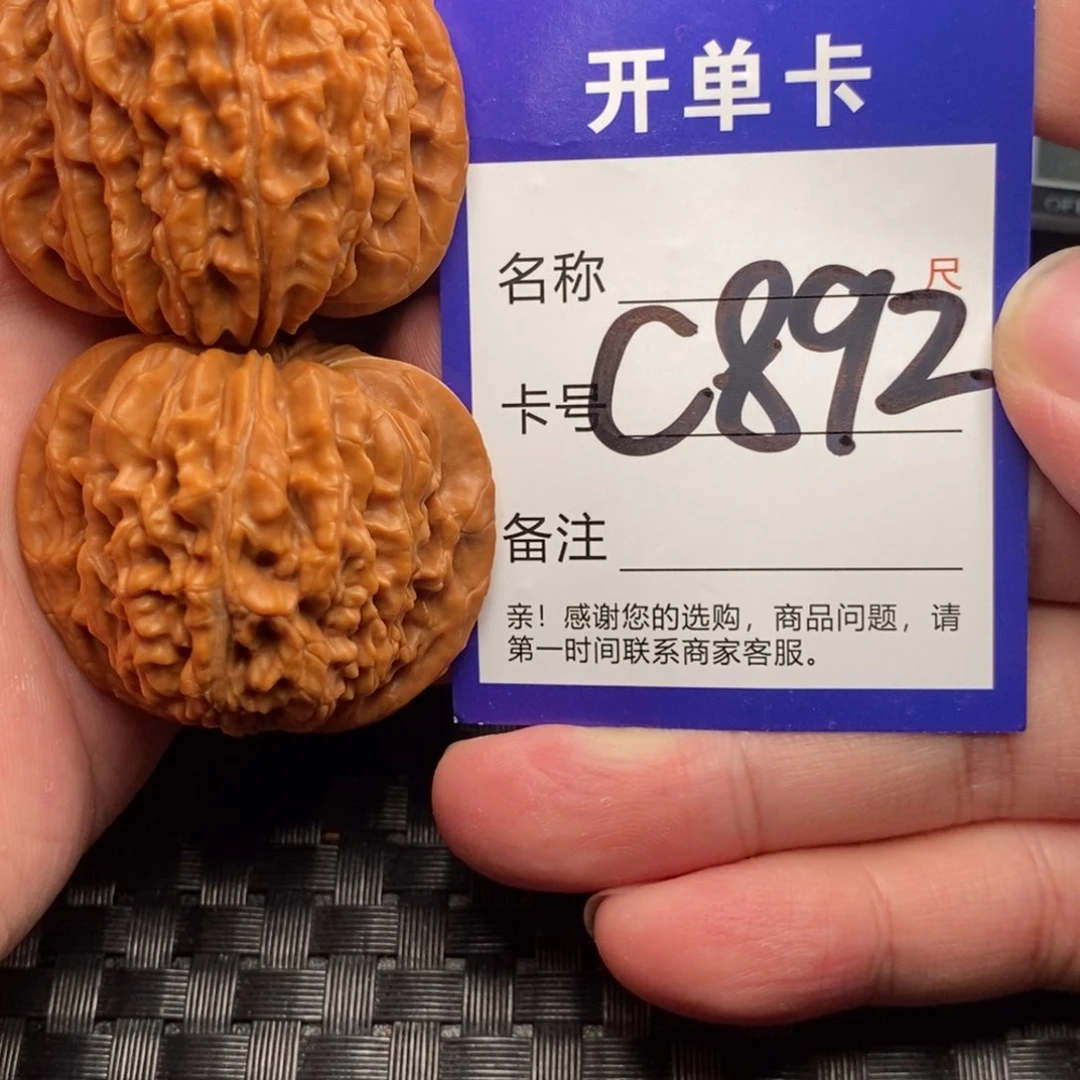 开单卡
名称
尺
卡号 C892
备注
亲！感谢您的选购，商品问题，请
第一时间联系商家客服。